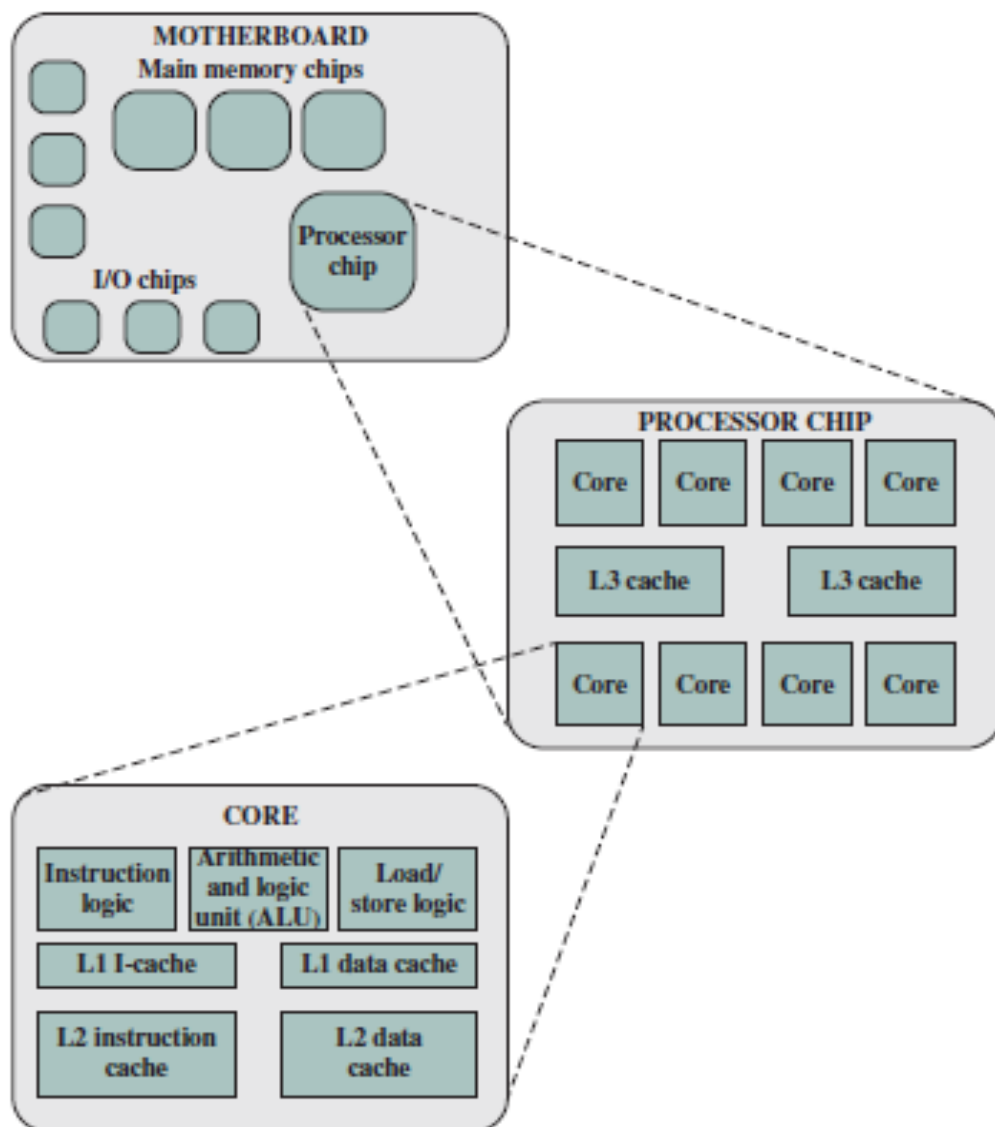 MOTHERBOARD
Main memory chips
Processor
chip
I/O chips
PROCESSOR CHIP
Core
Core
Core
Core
L3 cache
L3 cache
Core
Core
Core
Core
CORE
Instruction
logic
Arithmetic
and logic
unit (ALU)
Load/
store logic
L1 I-cache
L1 data cache
L2 instruction
cache
L2 data
cache